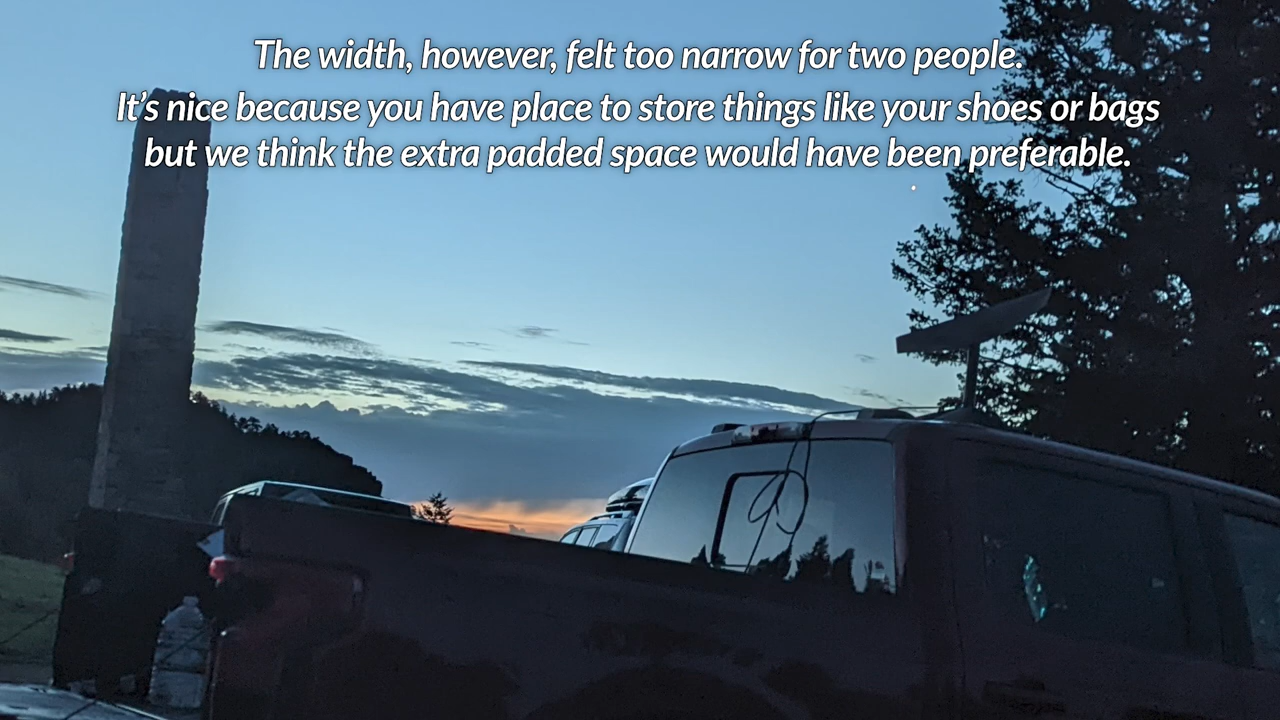 The width, however, felt too narrow for two people.
It’s nice because you have place to store things like your shoes or bags
but we think the extra padded space would have been preferable.